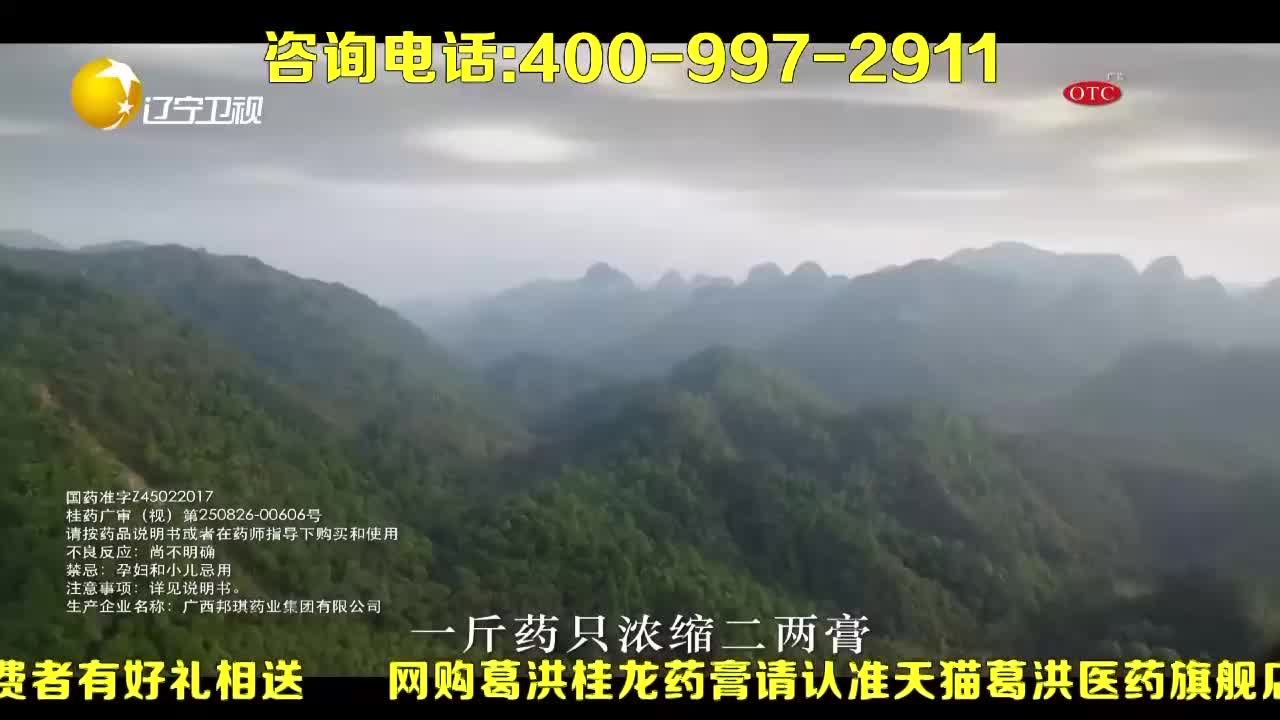 咨询电话:400-997-2911
广告
OTC
辽宁卫视
国药准字Z45022017
桂药广审（视）第250826-00606号
请按药品说明书或者在药师指导下购买和使用
不良反应：尚不明确
禁忌：孕妇和小儿忌用
注意事项：详见说明书。
生产企业名称：广西邦琪药业集团有限公司
一斤药只浓缩二两膏
费者有好礼相送 网购葛洪桂龙药膏请认准天猫葛洪医药旗舰店